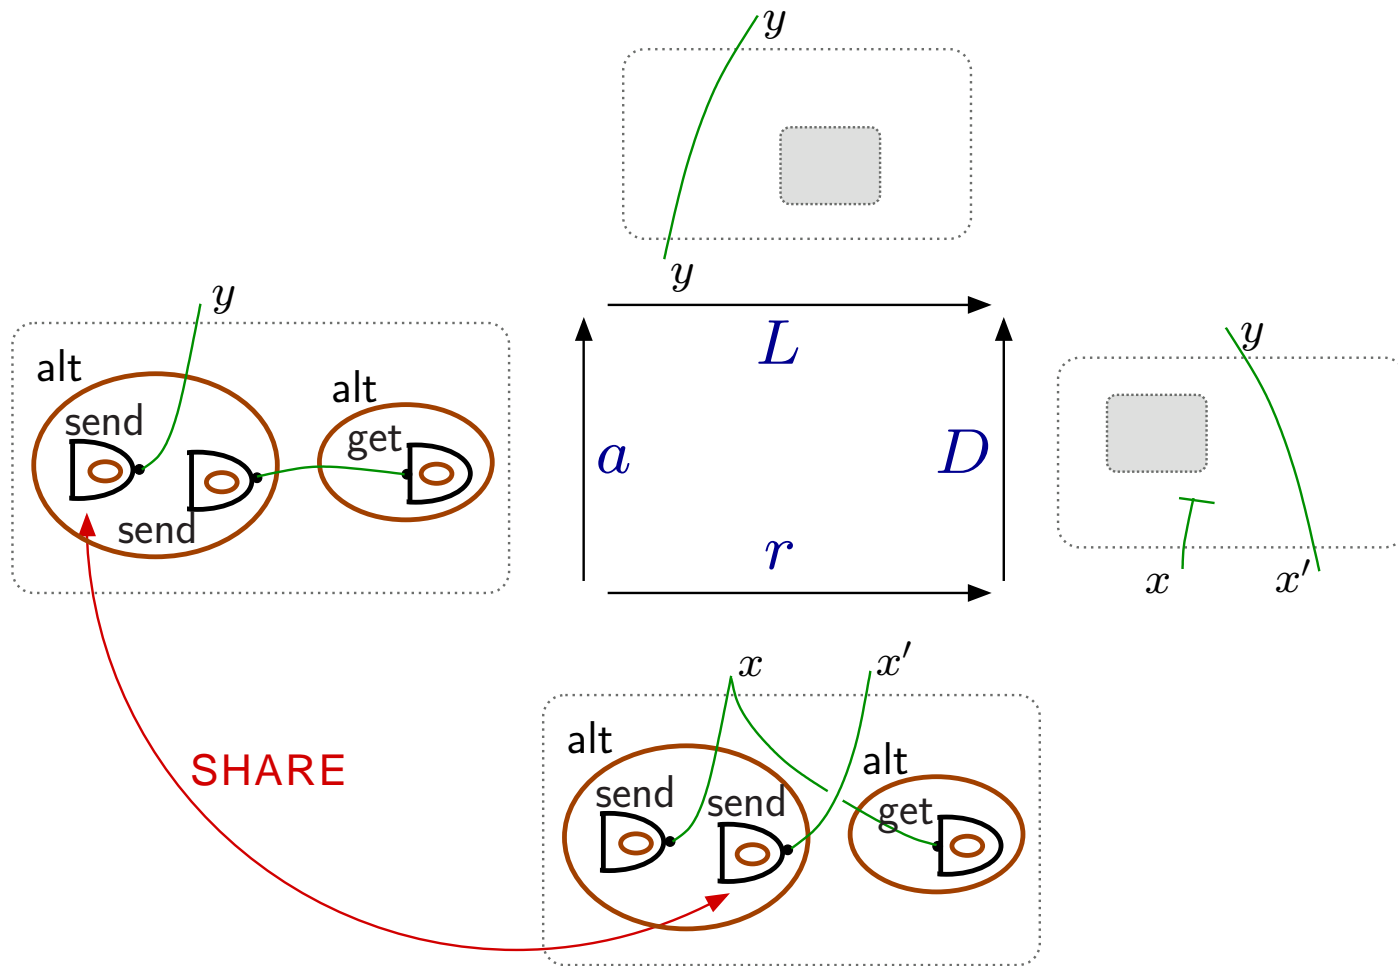 y
y
L
a
D
r
y
alt
send
send
alt
get
y
x
x′
SHARE
x
x′
alt
send
send
alt
get